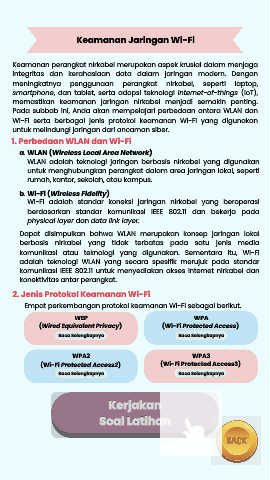 Keamanan Jaringan Wi-Fi
Keamanan perangkat nirkabel merupakan aspek krusial dalam menjaga
integritas dan kerahasiaan data dalam jaringan modern. Dengan
meningkatnya penggunaan perangkat nirkabel, seperti laptop,
smartphone, dan tablet, serta adopsi teknologi internet-of-things (IoT),
memastikan keamanan jaringan nirkabel menjadi semakin penting.
Pada subbab ini, Anda akan mempelajari perbedaan antara WLAN dan
Wi-Fi serta berbagai jenis protokol keamanan Wi-Fi yang digunakan
untuk melindungi jaringan dari ancaman siber.
1. Perbedaan WLAN dan Wi-Fi
a. WLAN (Wireless Local Area Network)
WLAN adalah teknologi jaringan berbasis nirkabel yang digunakan
untuk menghubungkan perangkat dalam area jaringan lokal, seperti
rumah, kantor, sekolah, atau kampus.
b. Wi-Fi (Wireless Fidelity)
Wi-Fi adalah standar koneksi jaringan nirkabel yang beroperasi
berdasarkan standar komunikasi IEEE 802.11 dan bekerja pada
physical layer dan data link layer.
Dapat disimpulkan bahwa WLAN merupakan konsep jaringan lokal
berbasis nirkabel yang tidak terbatas pada satu jenis media
komunikasi atau teknologi yang digunakan. Sementara itu, Wi-Fi
adalah teknologi WLAN yang secara spesifik merujuk pada standar
komunikasi IEEE 802.11 untuk menyediakan akses internet nirkabel dan
konektivitas antar perangkat.
2. Jenis Protokol Keamanan Wi-Fi
Empat perkembangan protokol keamanan Wi-Fi sebagai berikut.
WEP
(Wired Equivalent Privacy)
Baca Selengkapnya
WPA
(Wi-Fi Protected Access)
Baca Selengkapnya
WPA2
(Wi-Fi Protected Access2)
Baca Selengkapnya
WPA3
(Wi-Fi Protected Access3)
Baca Selengkapnya
Kerjakan
Soal Latihan
BACK